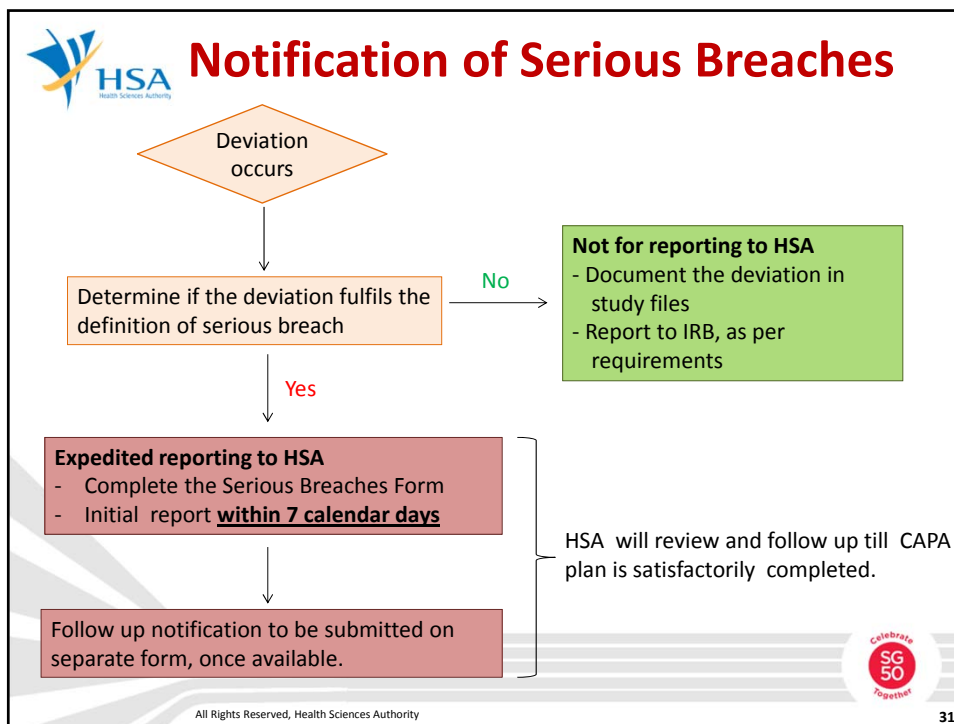 HSA
Health Sciences Authority
Notification of Serious Breaches
Deviation
occurs
Determine if the deviation fulfils the
definition of serious breach
No
Not for reporting to HSA
- Document the deviation in
study files
- Report to IRB, as per
requirements
Yes
Expedited reporting to HSA
- Complete the Serious Breaches Form
- Initial report within 7 calendar days
HSA will review and follow up till CAPA
plan is satisfactorily completed.
Follow up notification to be submitted on
separate form, once available.
Celebrate
SG
50
Together
All Rights Reserved, Health Sciences Authority
31